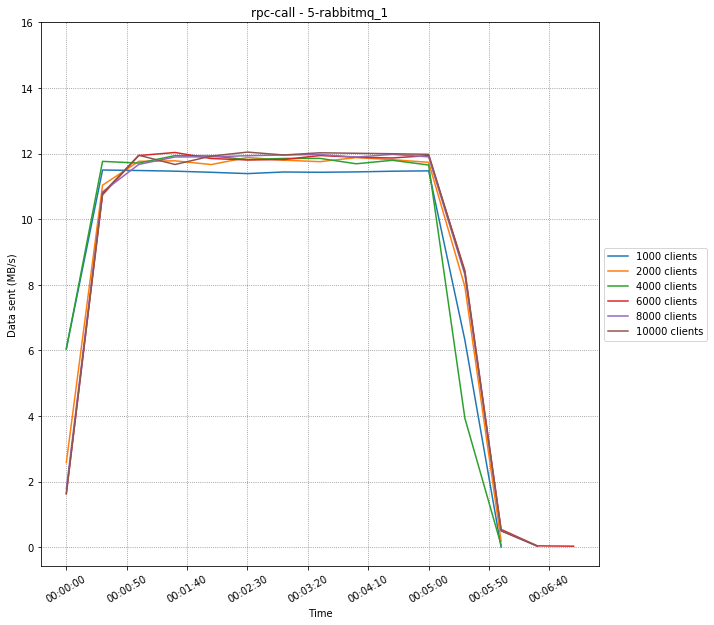 rpc-call - 5-rabbitmq_1
16
14
12
10
8
6
4
2
0
Data sent (MB/s)
00:00:00
00:00:50
00:01:40
00:02:30
00:03:20
00:04:10
00:05:00
00:05:50
00:06:40
Time
1000 clients
2000 clients
4000 clients
6000 clients
8000 clients
10000 clients